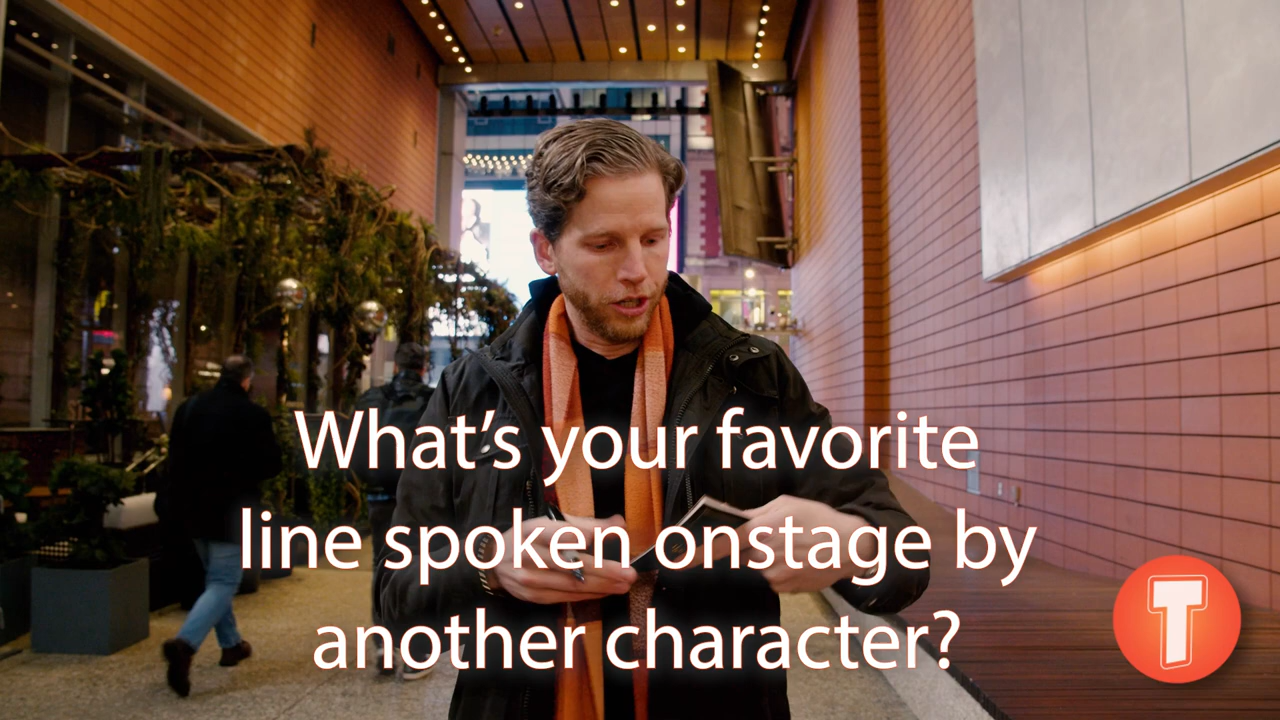 What’s your favorite
line spoken onstage by
another character?
T